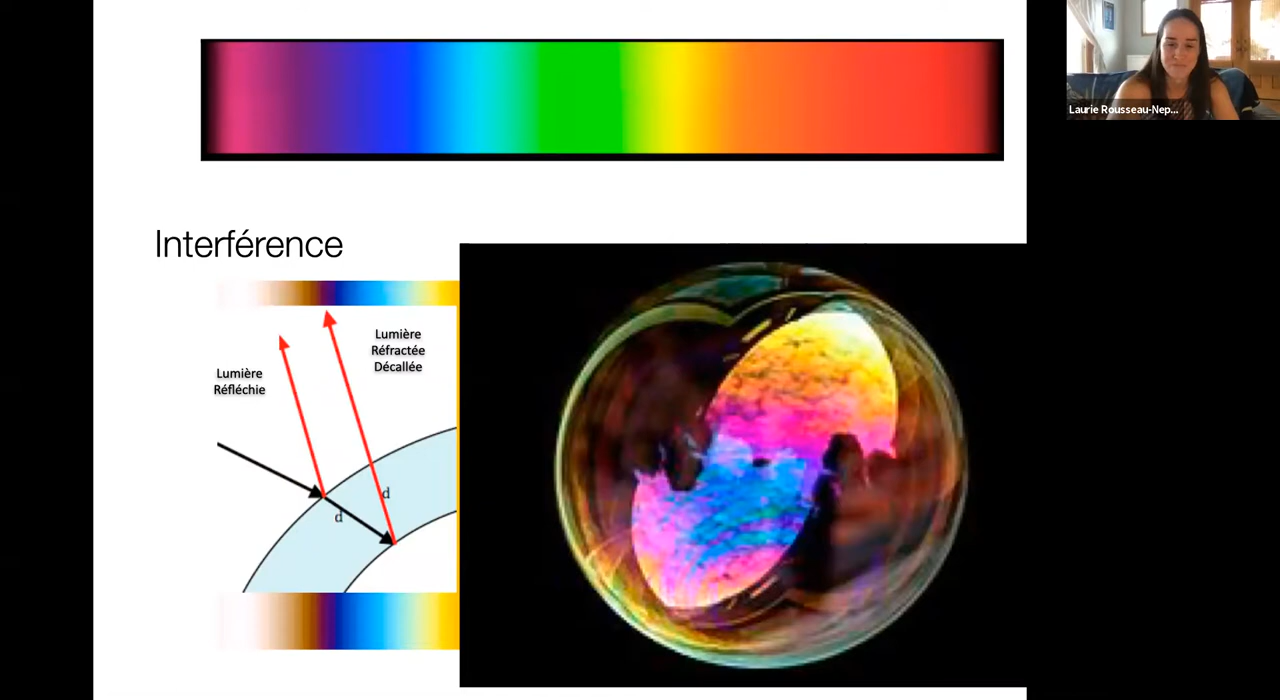 Laurie Rousseau-Nep...
Interférence
Lumière
Réfractée
Décallée
Lumière
Réfléchie
d
d